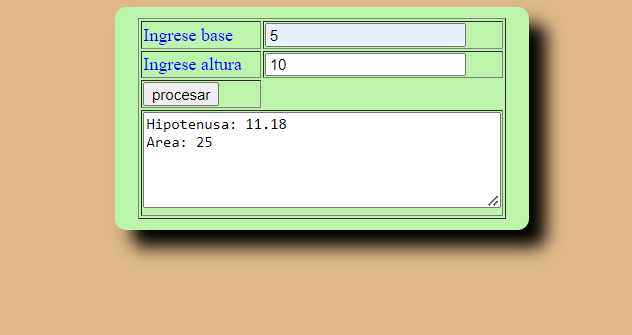 Ingrese base 5
Ingrese altura 10
procesar
Hipotenusa: 11.18
Area: 25